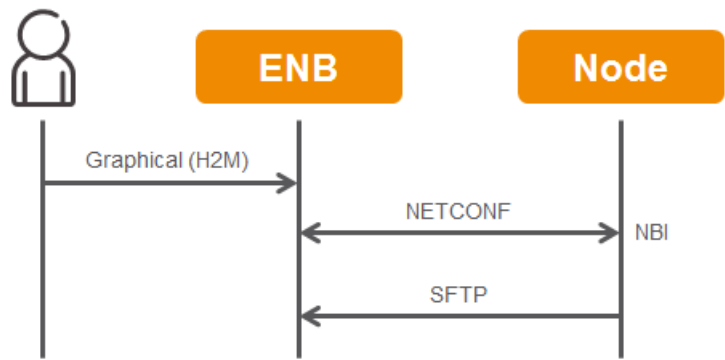 ENB
Node
Graphical (H2M)
NETCONF
NBI
SFTP